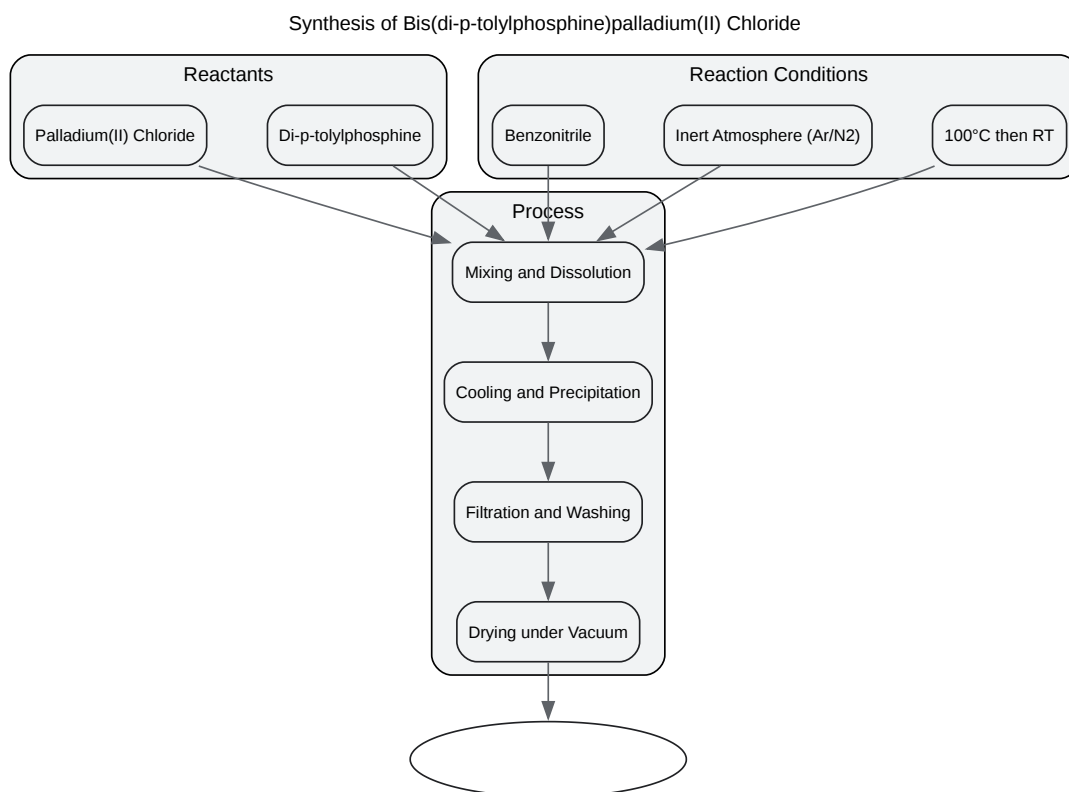 Synthesis of Bis(di-p-tolylphosphine)palladium(II) Chloride
Reactants
Reaction Conditions
Palladium(II) Chloride
Di-p-tolylphosphine
Benzonitrile
Inert Atmosphere (Ar/N2)
100°C then RT
Process
Mixing and Dissolution
Cooling and Precipitation
Filtration and Washing
Drying under Vacuum